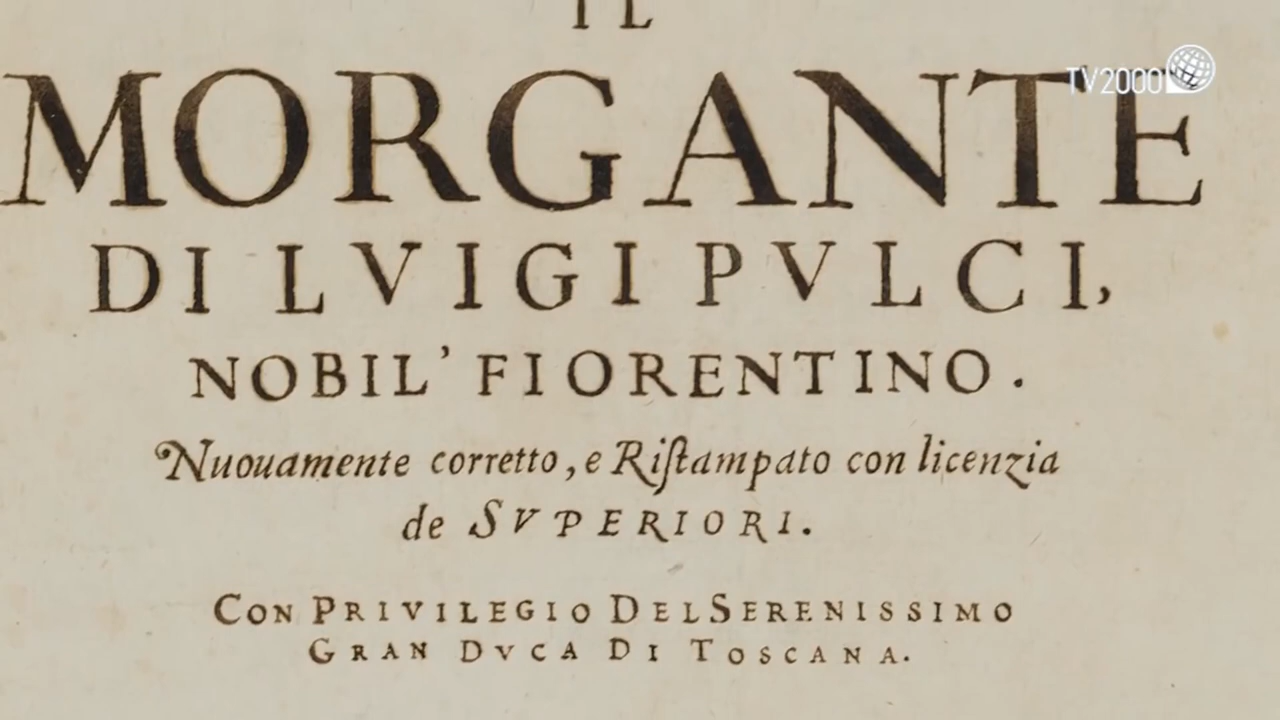 IL
MORGANTE
TV2000
DI LVIGI PVLCI,
NOBIL' FIORENTINO.
Nuouamente corretto, e Riſtampato con licenzia
de SVPERIORI.
CON PRIVILEGIO DEL SERENISSIMO
GRAN DVCA DI TOSCANA.